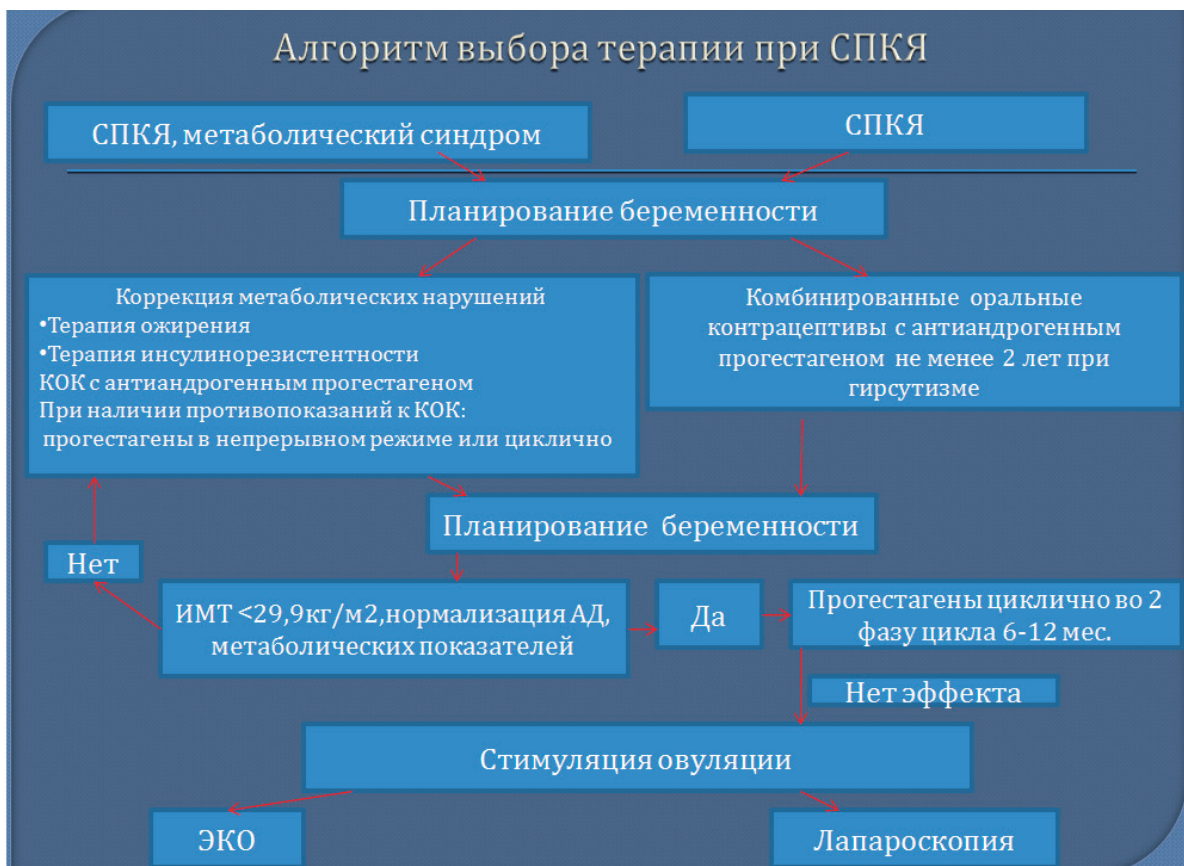 Алгоритм выбора терапии при СПКЯ
СПКЯ, метаболический синдром
СПКЯ
Планирование беременности
Коррекция метаболических нарушений
•Терапия ожирения
•Терапия инсулинорезистентности
КОК с антиандрогенным прогестагеном
При наличии противопоказаний к КОК:
прогестагены в непрерывном режиме или циклично
Комбинированные оральные
контрацептивы с антиандрогенным
прогестагеном не менее 2 лет при
гирсутизме
Планирование беременности
Нет
ИМТ <29,9кг/м2,нормализация АД,
метаболических показателей
Да
Прогестагены циклично во 2
фазу цикла 6-12 мес.
Нет эффекта
Стимуляция овуляции
ЭКО
Лапароскопия